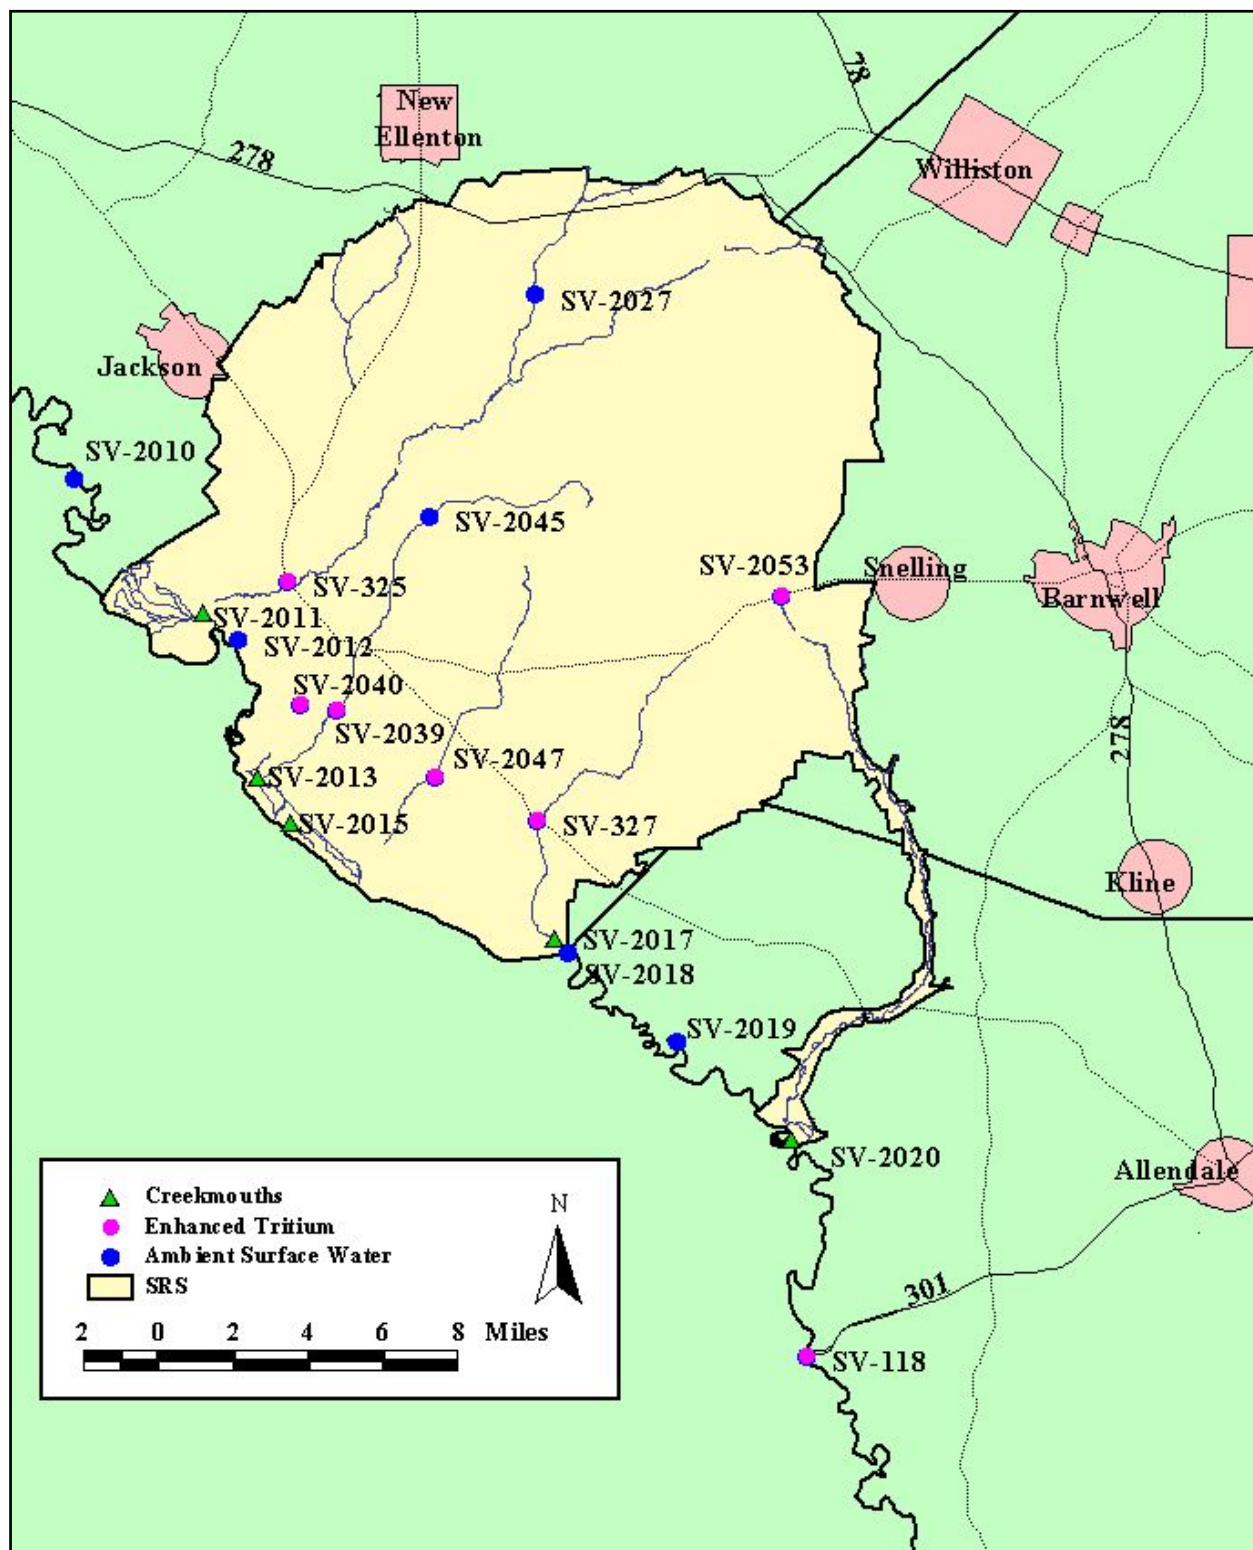 78
New
Ellenton
278
Williston
SV-2027
Jackson
SV-2010
SV-2045
SV-2053
Snelling
SV-325
Barnwell
SV-2011
SV-2012
SV-2040
SV-2039
278
SV-2047
SV-2013
SV-2015
SV-327
Kline
SV-2017
SV-2018
SV-2019
SV-2020
Allendale
Creekmouths
Enhanced Tritium
Ambient Surface Water
SRS
N
2 0 2 4 6 8 Miles
301
SV-118